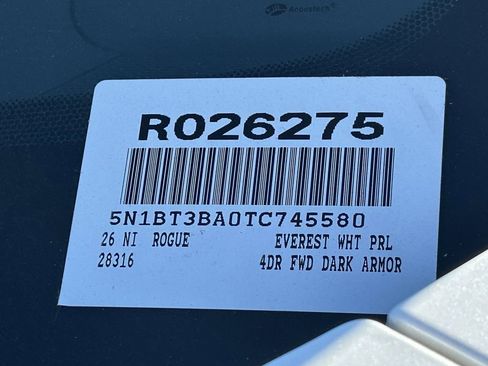 R026275
5N1BT3BA0TC745580
26 NI ROGUE EVEREST WHT PRL
28316 4DR FWD DARK ARMOR